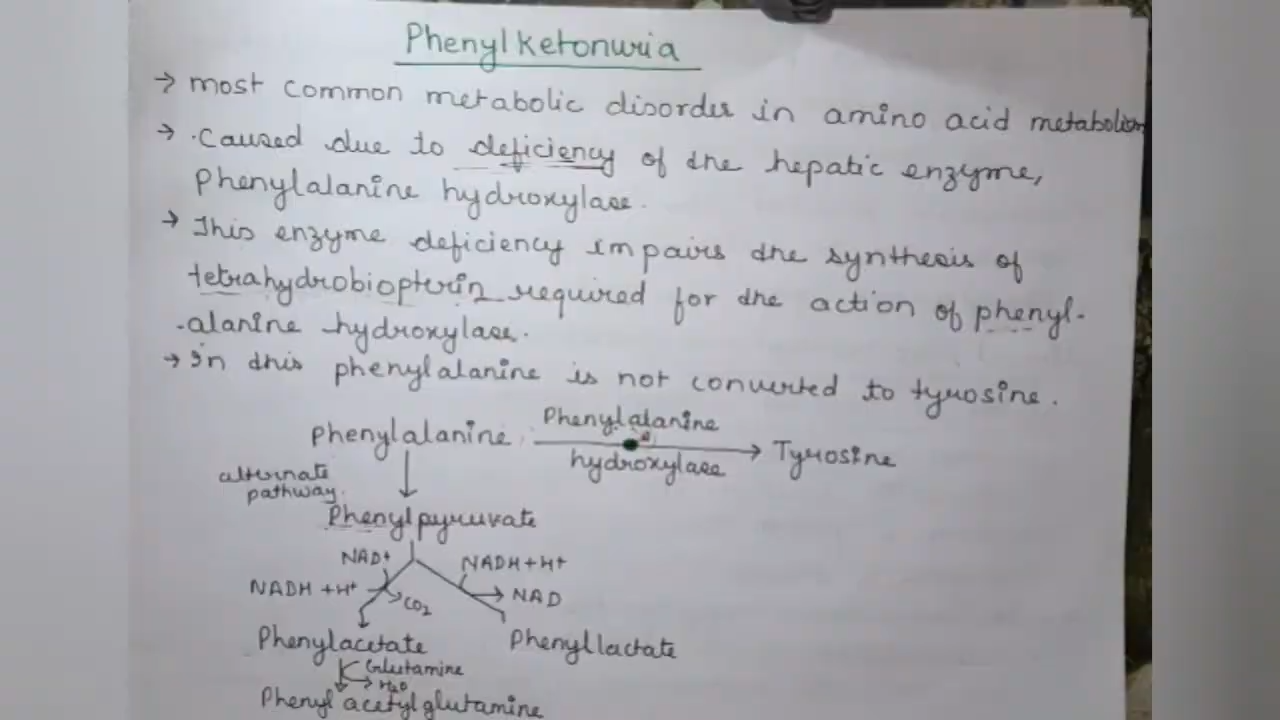 Phenylketonuria
→ most common metabolic disorder in amino acid metabolism
→ .Caused due to deficiency of the hepatic enzyme,
Phenylalanine hydroxylase.
→ This enzyme deficiency impairs the synthesis of
tetrahydrobiopterin required for the action of phenyl-
-alanine hydroxylase.
→ In this phenylalanine is not converted to tyrosine.
Phenylalanine
Phenylalanine → Tyrosine
hydroxylase
alternate
pathway.
Phenylpyruvate
NAD+ NADH+H+
NADH +H+ CO2 → NAD
Phenylacetate Phenyllactate
Glutamine
→ H2O
Phenyl acetylglutamine